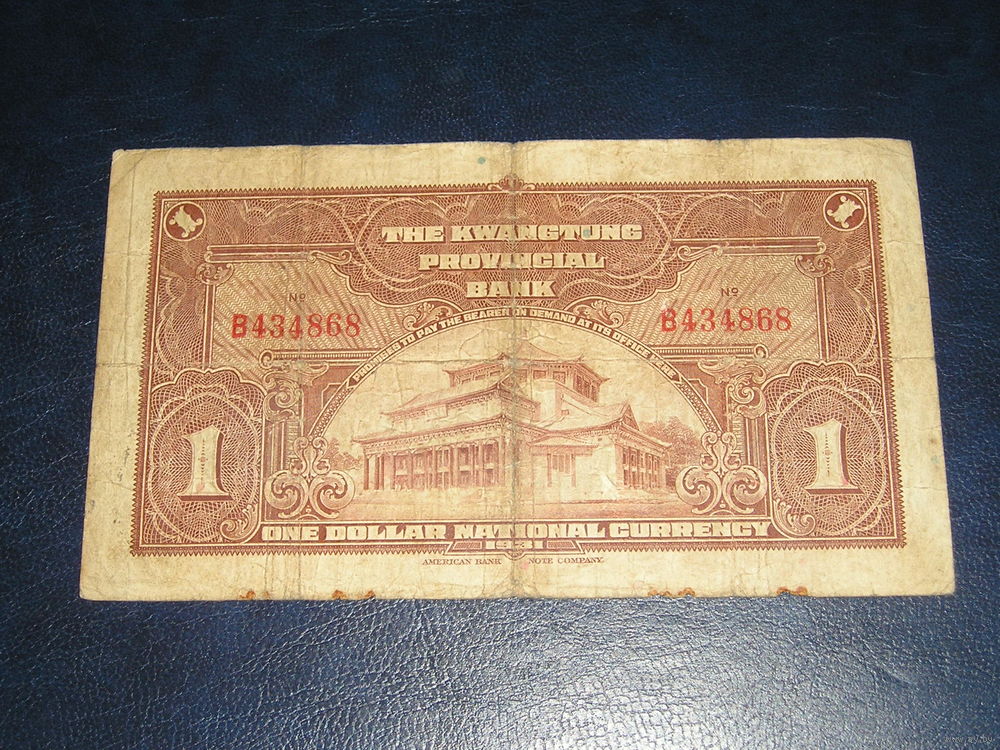 THE KWANGTUNG
PROVINCIAL
BANK
Nº
B434868
Nº
B434868
PROMISES TO PAY THE BEARER ON DEMAND AT ITS OFFICE HERE
1
1
ONE DOLLAR NATIONAL CURRENCY
1931
AMERICAN BANK NOTE COMPANY.